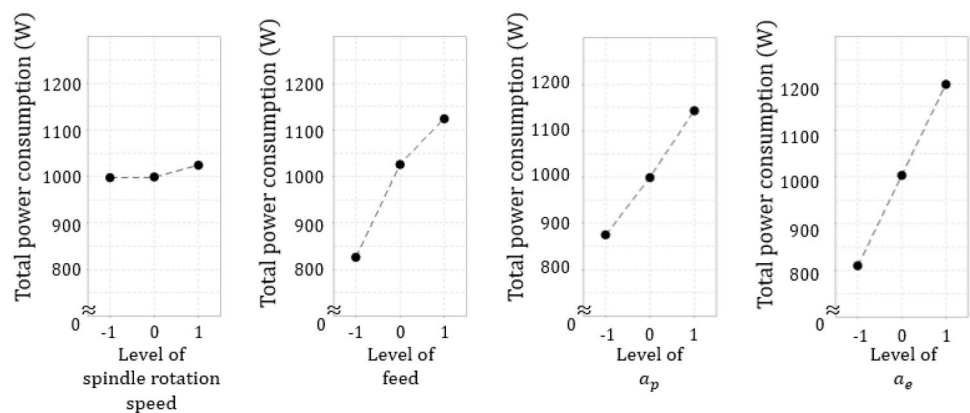 Total power consumption (W)
1200
1100
1000
900
800
≈
0
-1 0 1
Level of
spindle rotation
speed
Total power consumption (W)
1200
1100
1000
900
800
≈
0
-1 0 1
Level of
feed
Total power consumption (W)
1200
1100
1000
900
800
≈
0
-1 0 1
Level of
aₚ
Total power consumption (W)
1200
1100
1000
900
800
≈
0
-1 0 1
Level of
aₑ